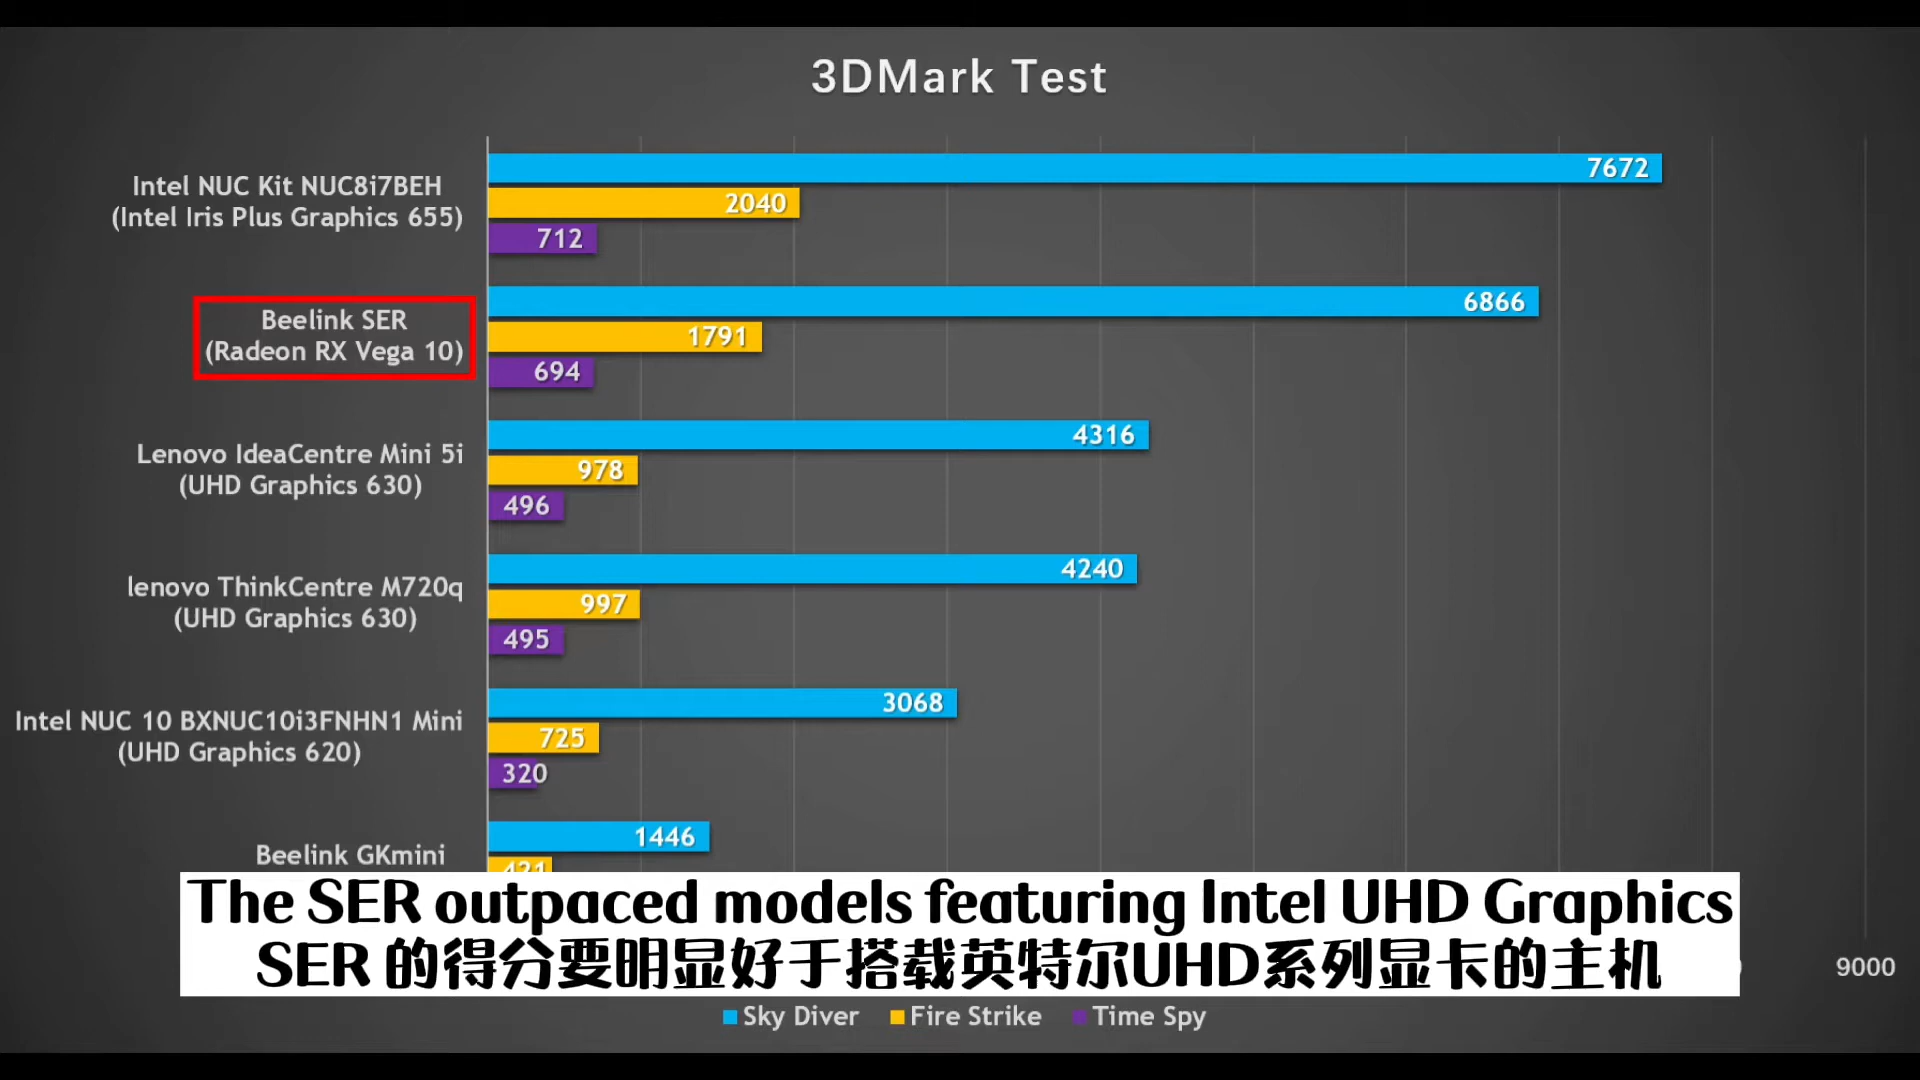 3DMark Test
Intel NUC Kit NUC8i7BEH
(Intel Iris Plus Graphics 655)
7672
2040
712
Beelink SER
(Radeon RX Vega 10)
6866
1791
694
Lenovo IdeaCentre Mini 5i
(UHD Graphics 630)
4316
978
496
lenovo ThinkCentre M720q
(UHD Graphics 630)
4240
997
495
Intel NUC 10 BXNUC10i3FNHN1 Mini
(UHD Graphics 620)
3068
725
320
Beelink GKmini
1446
The SER outpaced models featuring Intel UHD Graphics
SER 的得分要明显好于搭载英特尔UHD系列显卡的主机
9000
Sky Diver Fire Strike Time Spy